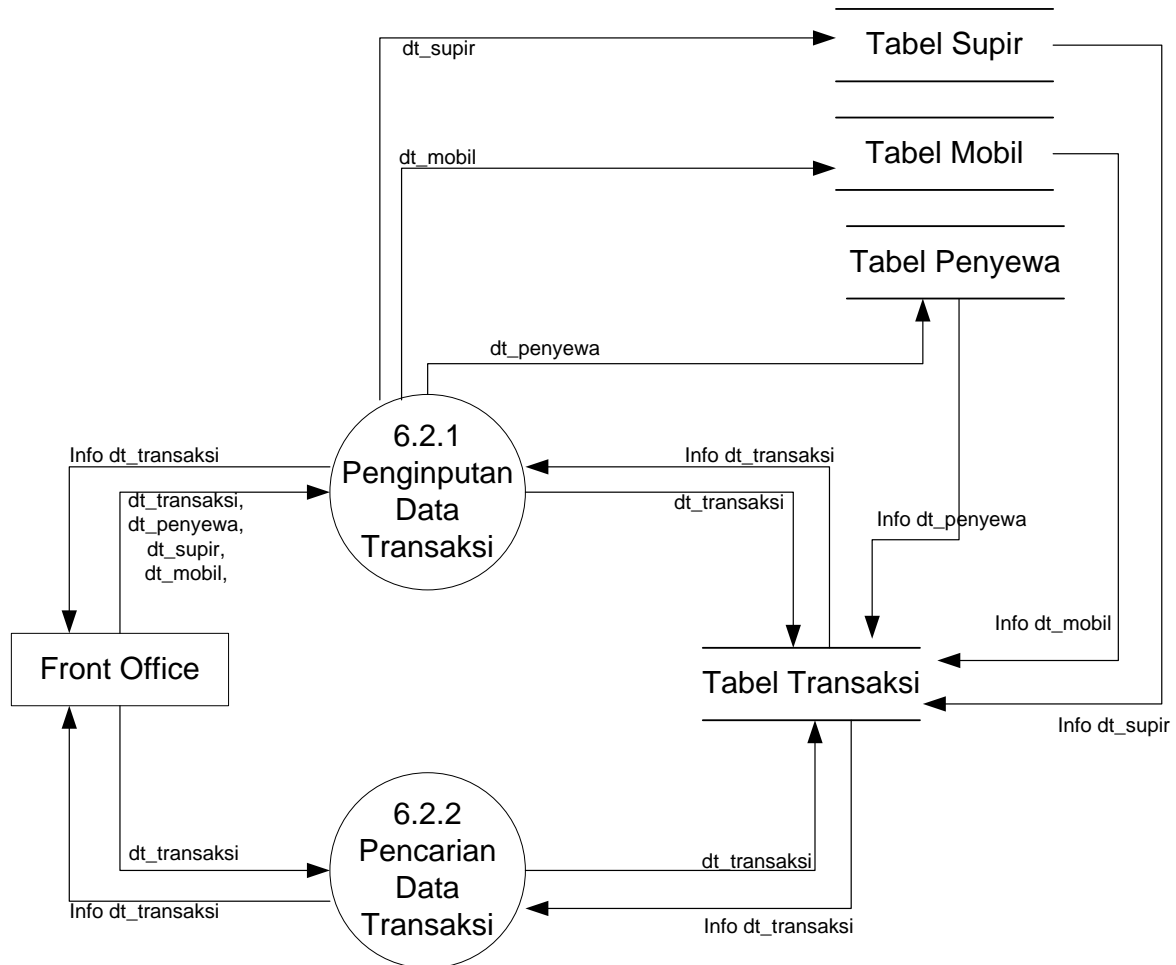 dt_supir
Tabel Supir
dt_mobil
Tabel Mobil
Tabel Penyewa
dt_penyewa
6.2.1
Penginputan
Data
Transaksi
Info dt_transaksi
dt_transaksi,
dt_penyewa,
dt_supir,
dt_mobil,
Info dt_transaksi
dt_transaksi
Info dt_penyewa
Info dt_mobil
Front Office
Tabel Transaksi
Info dt_supir
6.2.2
Pencarian
Data
Transaksi
dt_transaksi
Info dt_transaksi
dt_transaksi
Info dt_transaksi